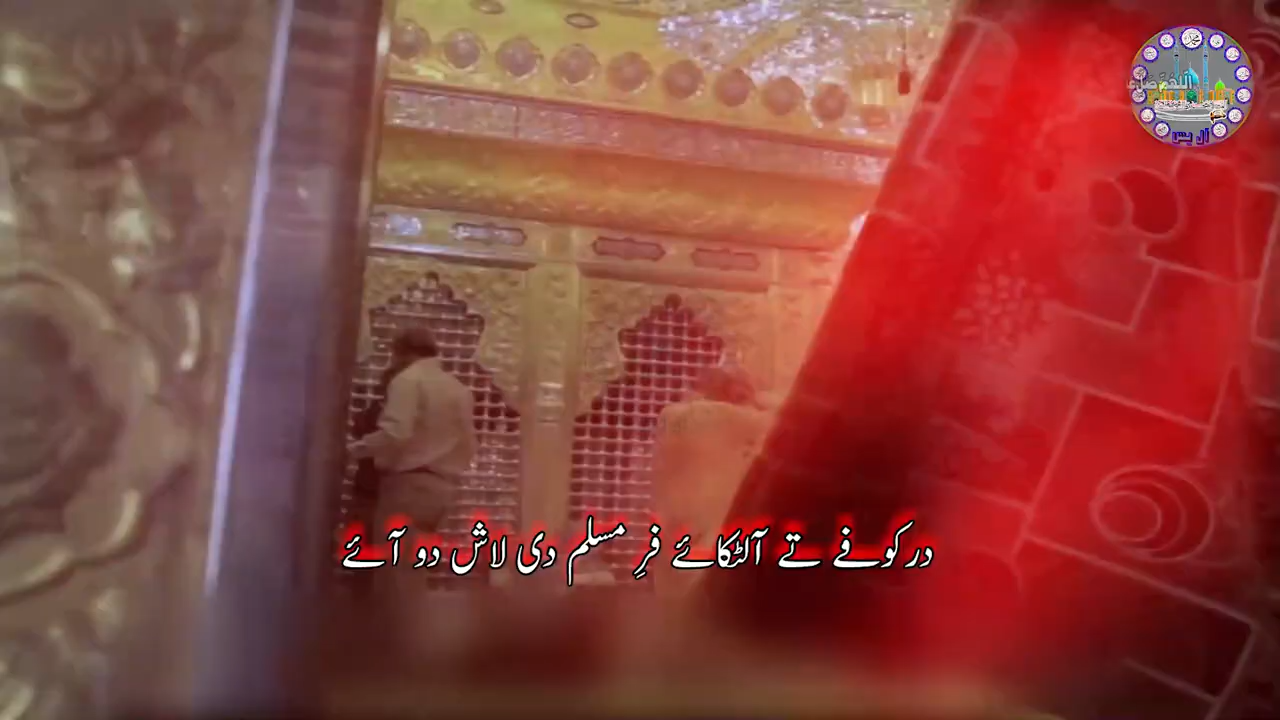 در کوفے تے آلٹکائے فرِ مسلم دی لاش دو آئے